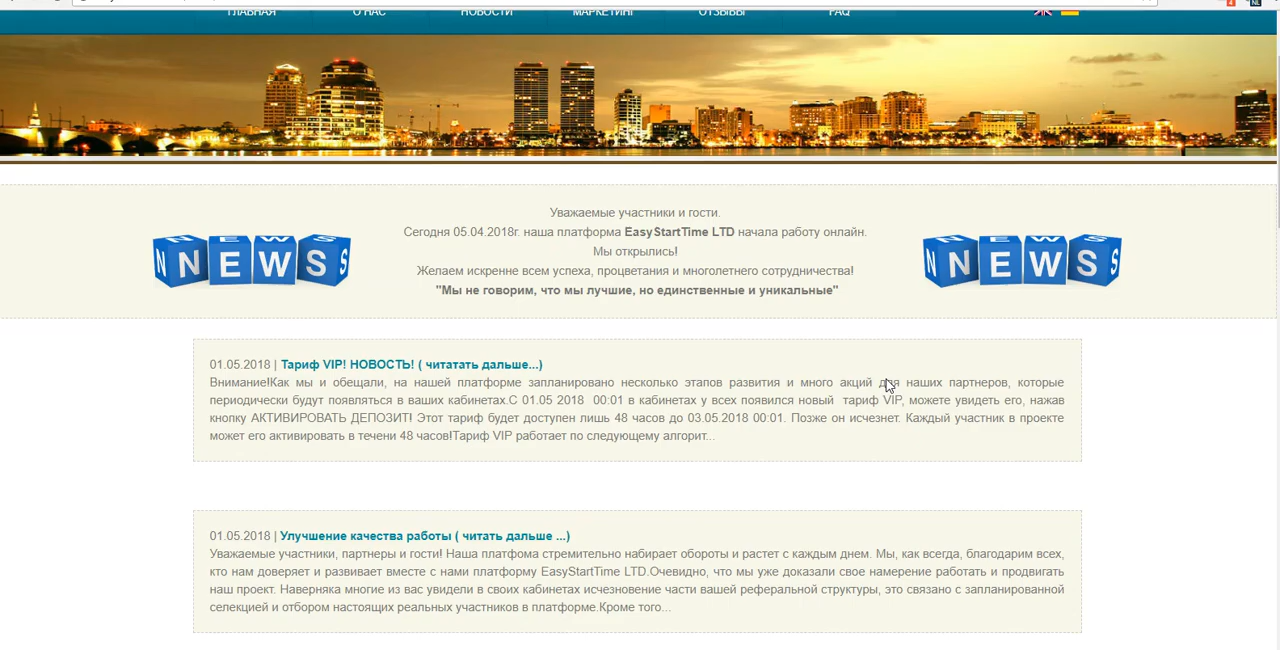 ГЛАВНАЯ О НАС НОВОСТИ МАРКЕТИНГ ОТЗЫВЫ FAQ
Уважаемые участники и гости.
Сегодня 05.04.2018г. наша платформа EasyStartTime LTD начала работу онлайн.
Мы открылись!
NEWS
NEWS
Желаем искренне всем успеха, процветания и многолетнего сотрудничества!
"Мы не говорим, что мы лучшие, но единственные и уникальные"
01.05.2018 | Тариф VIP! НОВОСТЬ! ( читатать дальше...)
Внимание!Как мы и обещали, на нашей платформе запланировано несколько этапов развития и много акций для наших партнеров, которые
периодически будут появляться в ваших кабинетах.С 01.05 2018 00:01 в кабинетах у всех появился новый тариф VIP, можете увидеть его, нажав
кнопку АКТИВИРОВАТЬ ДЕПОЗИТ! Этот тариф будет доступен лишь 48 часов до 03.05.2018 00:01. Позже он исчезнет. Каждый участник в проекте
может его активировать в течени 48 часов!Тариф VIP работает по следующему алгорит...
01.05.2018 | Улучшение качества работы ( читать дальше ...)
Уважаемые участники, партнеры и гости! Наша платфома стремительно набирает обороты и растет с каждым днем. Мы, как всегда, благодарим всех,
кто нам доверяет и развивает вместе с нами платформу EasyStartTime LTD.Очевидно, что мы уже доказали свое намерение работать и продвигать
наш проект. Наверняка многие из вас увидели в своих кабинетах исчезновение части вашей реферальной структуры, это связано с запланированной
селекцией и отбором настоящих реальных участников в платформе.Кроме того...